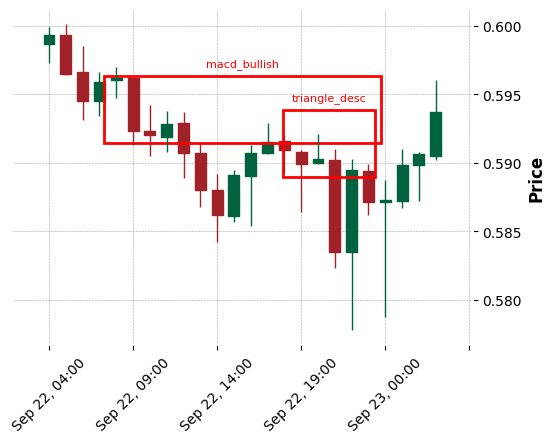 0.600
macd_bullish
0.595
triangle_desc
0.590
Price
0.585
0.580
Sep 22, 04:00
Sep 22, 09:00
Sep 22, 14:00
Sep 22, 19:00
Sep 23, 00:00